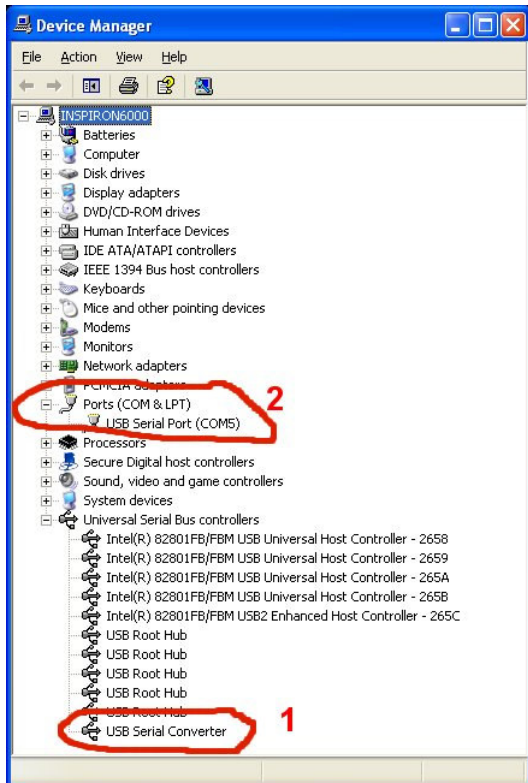 Device Manager
File Action View Help
INSPIRON6000
Batteries
Computer
Disk drives
Display adapters
DVD/CD-ROM drives
Human Interface Devices
IDE ATA/ATAPI controllers
IEEE 1394 Bus host controllers
Keyboards
Mice and other pointing devices
Modems
Monitors
Network adapters
PCMCIA adapters
2
Ports (COM & LPT)
USB Serial Port (COM5)
Processors
Secure Digital host controllers
Sound, video and game controllers
System devices
Universal Serial Bus controllers
Intel(R) 82801FB/FBM USB Universal Host Controller - 2658
Intel(R) 82801FB/FBM USB Universal Host Controller - 2659
Intel(R) 82801FB/FBM USB Universal Host Controller - 265A
Intel(R) 82801FB/FBM USB Universal Host Controller - 265B
Intel(R) 82801FB/FBM USB2 Enhanced Host Controller - 265C
USB Root Hub
USB Root Hub
USB Root Hub
USB Root Hub
USB Root Hub
USB Serial Converter
1